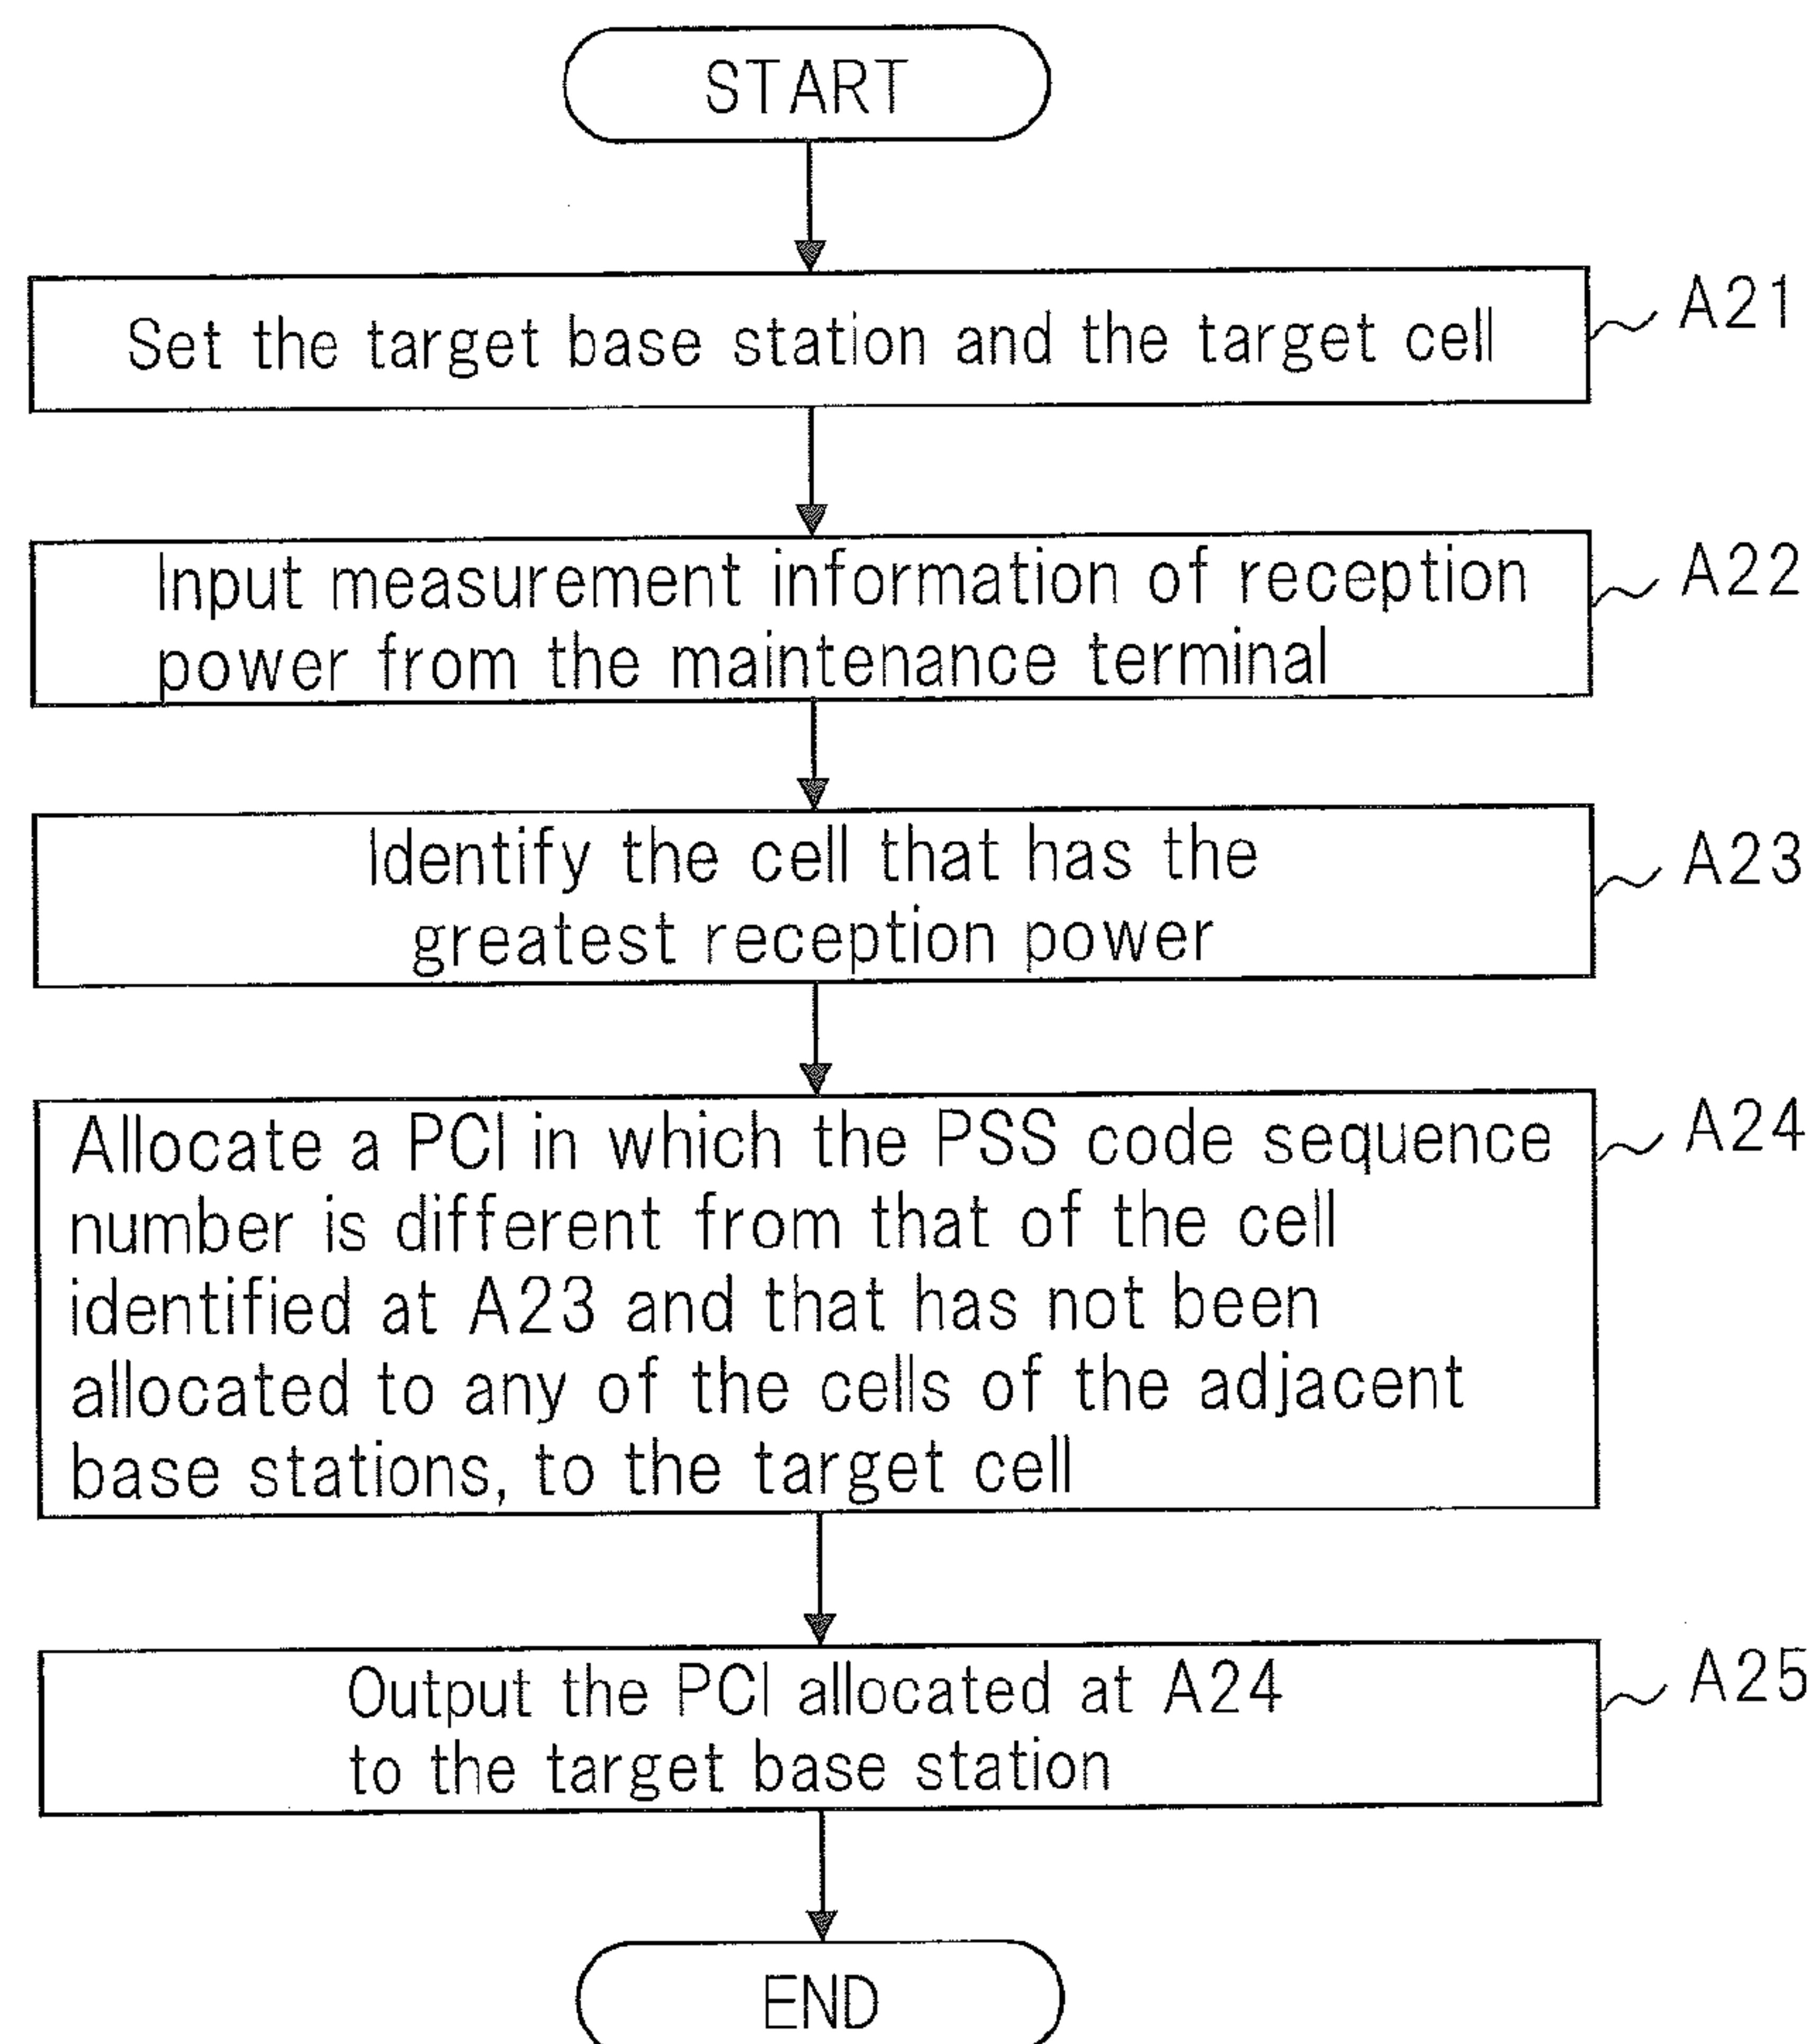 START
Set the target base station and the target cell
A21
Input measurement information of reception
power from the maintenance terminal
A22
Identify the cell that has the
greatest reception power
A23
Allocate a PCI in which the PSS code sequence
number is different from that of the cell
identified at A23 and that has not been
allocated to any of the cells of the adjacent
base stations, to the target cell
A24
Output the PCI allocated at A24
to the target base station
A25
END